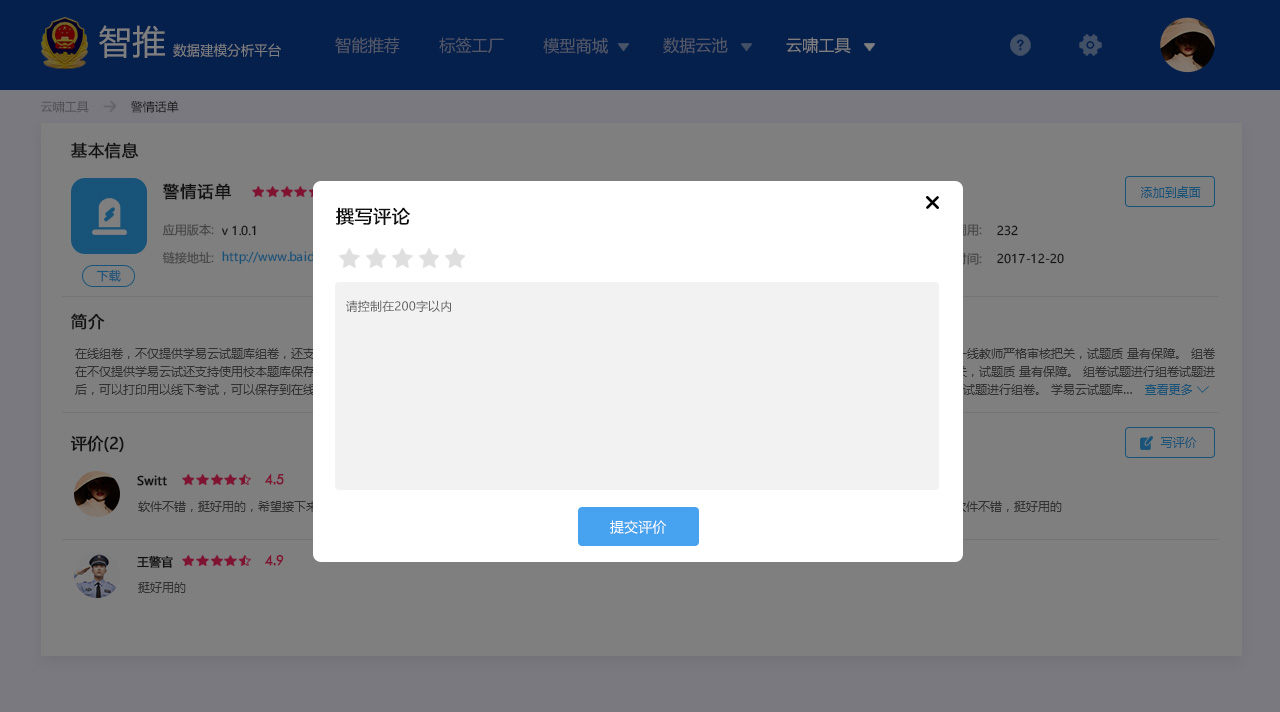 智推 数据建模分析平台 智能推荐 标签工厂 模型商城 数据云池 云啸工具
云啸工具 警情话单
基本信息
警情话单
添加到桌面
应用版本: v 1.0.1
用: 232
链接地址: http://www.baid
时间: 2017-12-20
下载
撰写评论
请控制在200字以内
提交评价
简介
在线组卷，不仅提供学易云试题库组卷，还支
一线教师严格审核把关，试题质 量有保障。 组卷
在不仅提供学易云试还支持使用校本题库保存
，试题质 量有保障。 组卷试题进行组卷试题进
后，可以打印用以线下考试，可以保存到在线
试题进行组卷。 学易云试题库... 查看更多
评价(2)
写评价
Switt 4.5
软件不错，挺好用的，希望接下来
件不错，挺好用的
王警官 4.9
挺好用的